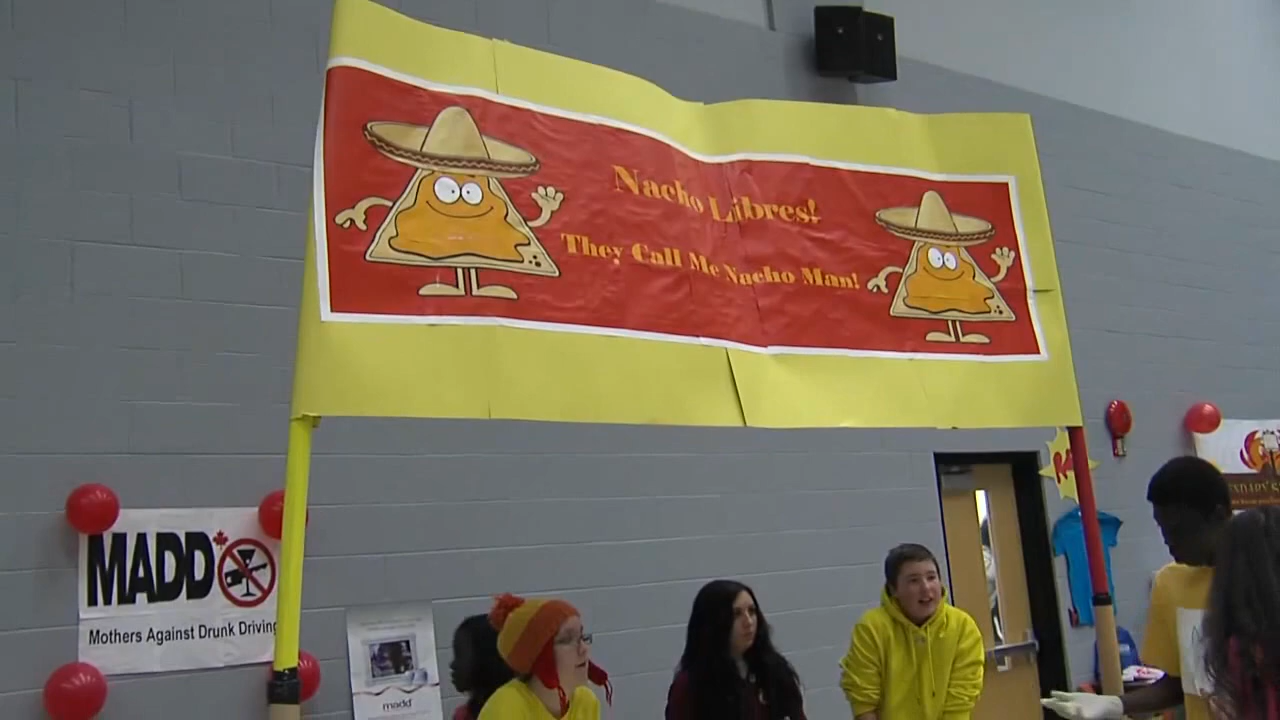 Nacho Libres!
They Call Me Nacho Man!
MADD
Mothers Against Drunk Driving
madd